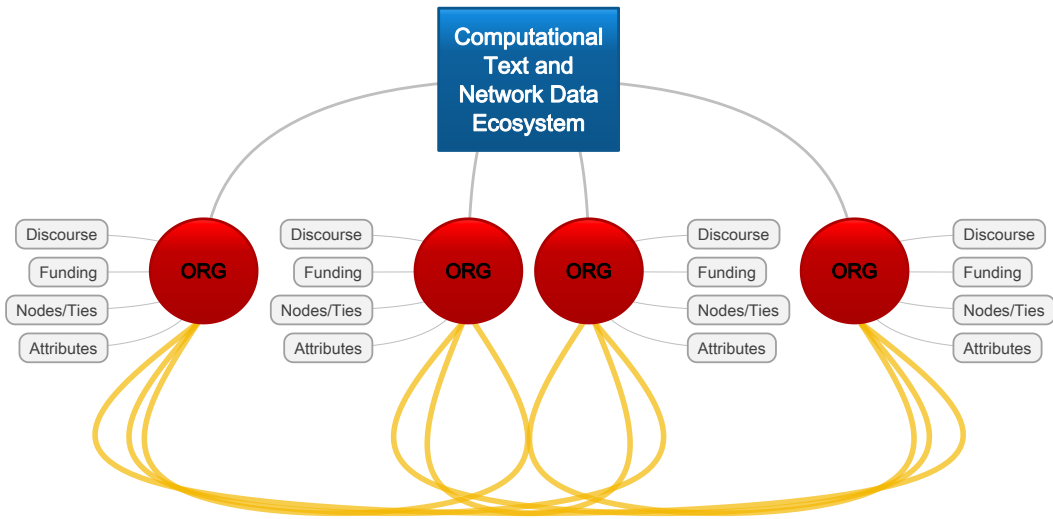 Computational
Text and
Network Data
Ecosystem
Discourse
Funding
Nodes/Ties
Attributes
ORG
Discourse
Funding
Nodes/Ties
Attributes
ORG
ORG
Discourse
Funding
Nodes/Ties
Attributes
ORG
Discourse
Funding
Nodes/Ties
Attributes